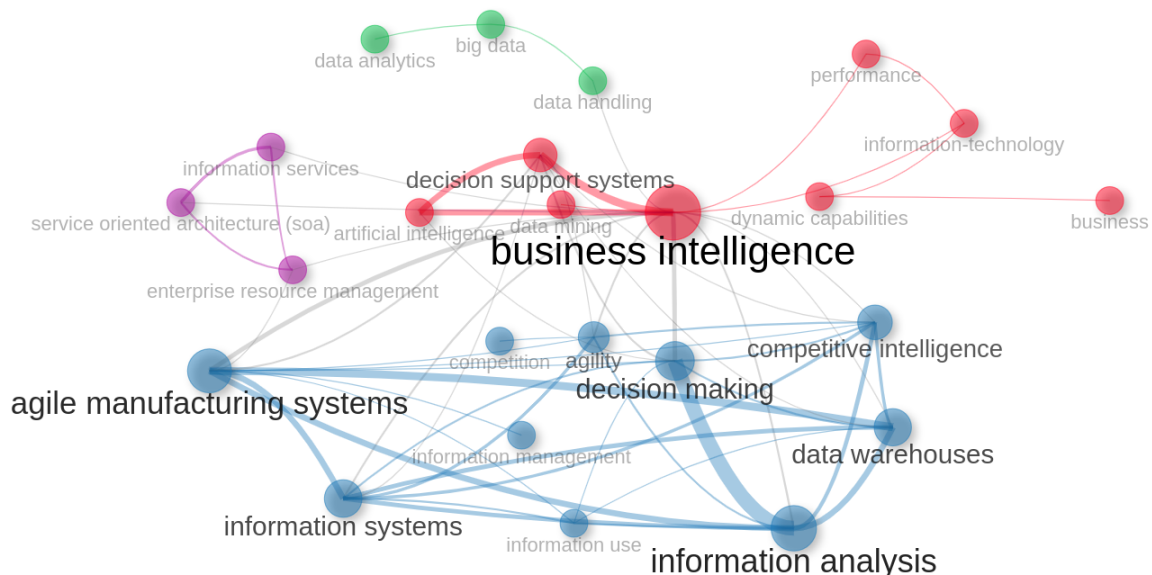 big data
data analytics
performance
data handling
information-technology
information services
decision support systems
dynamic capabilities
business
service oriented architecture (soa)
artificial intelligence
data mining
business intelligence
enterprise resource management
competitive intelligence
competition
agility
decision making
agile manufacturing systems
information management
data warehouses
information systems
information use
information analysis